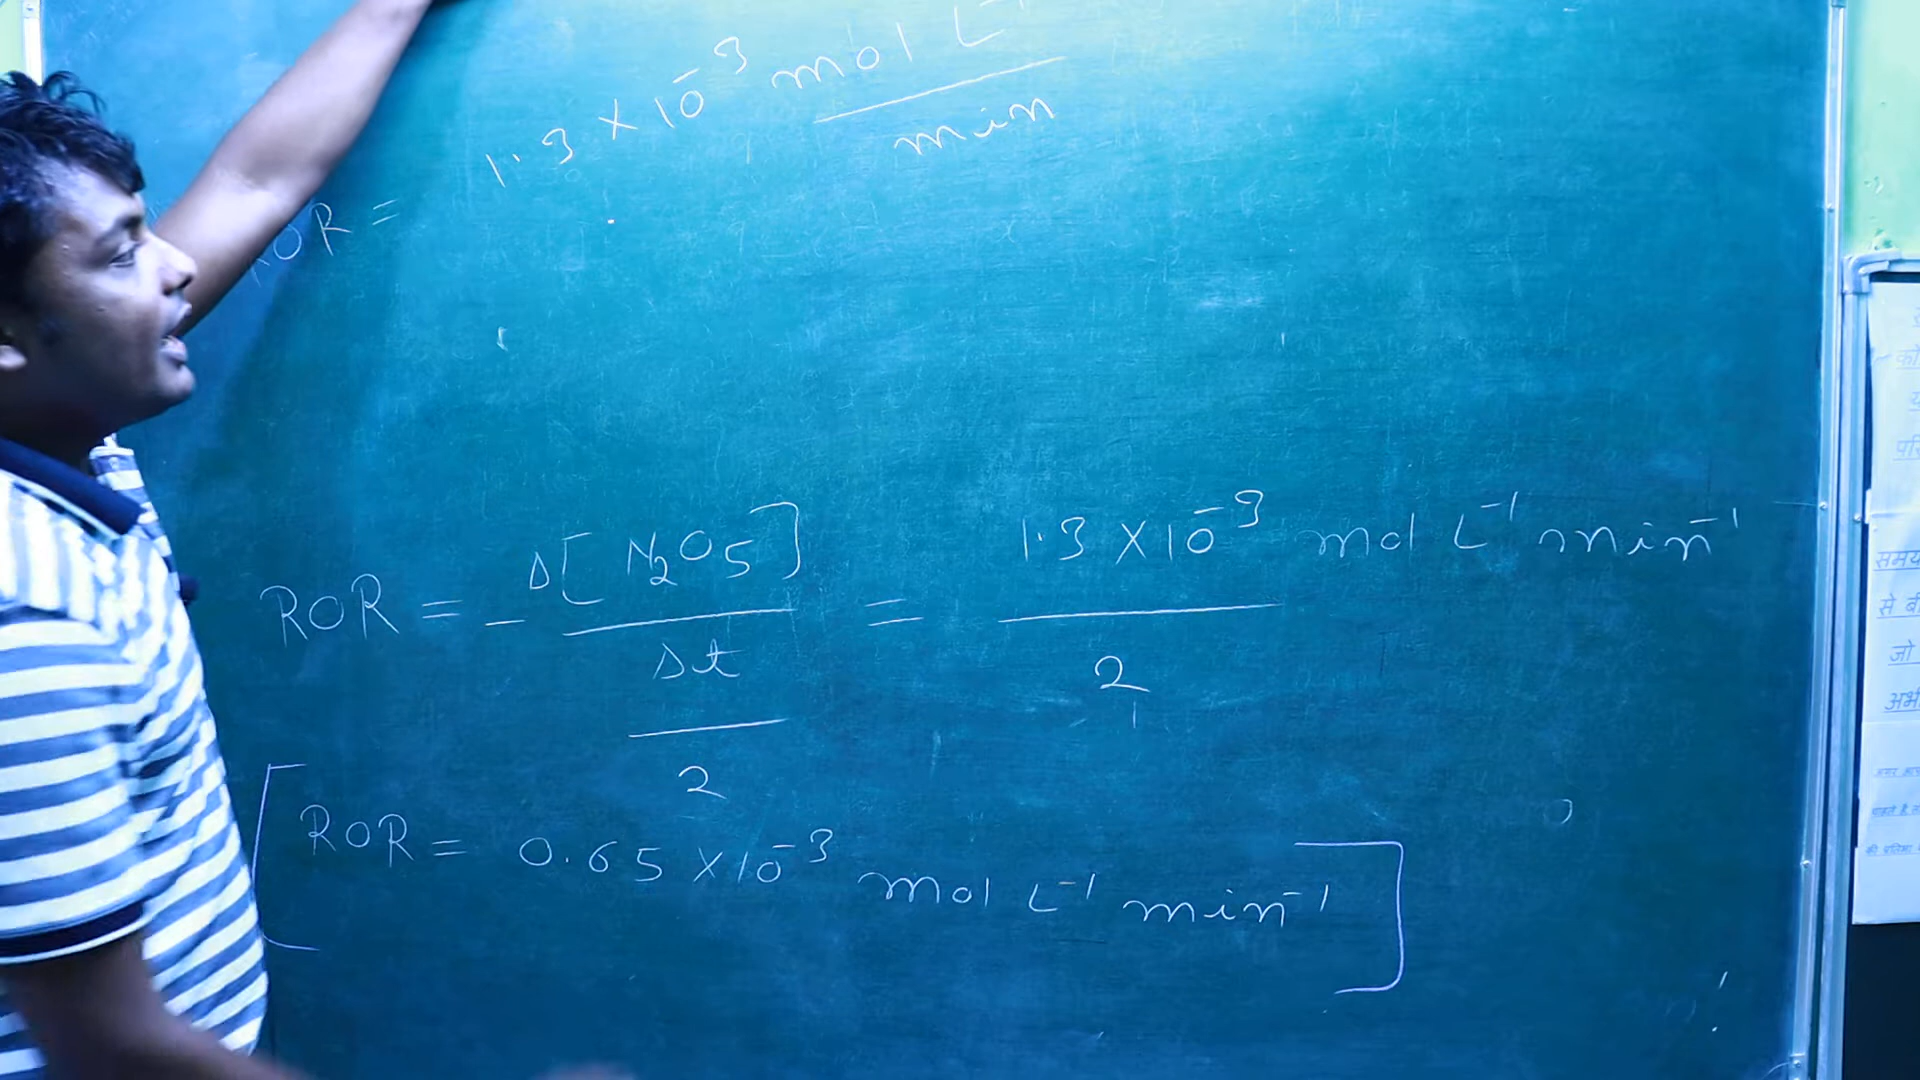 1.3 × 10⁻³ mol L⁻¹
min
ROR =
ROR = - Δ[N₂O₅] / Δt / 2 = 1.3 × 10⁻³ mol L⁻¹ min⁻¹ / 2
ROR = 0.65 × 10⁻³ mol L⁻¹ min⁻¹
समय
से
जो